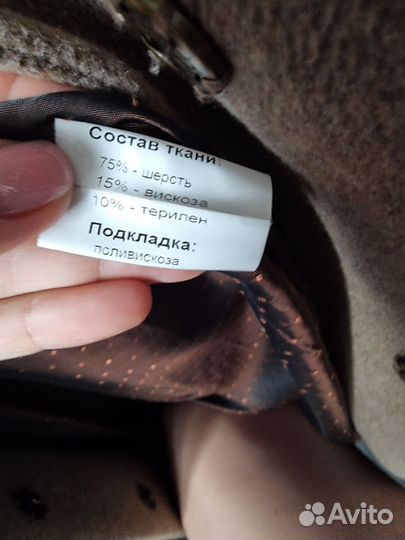 Состав ткани:
75% - шерсть
15% - вискоза
10% - терилен
Подкладка:
поливискоза
Avito